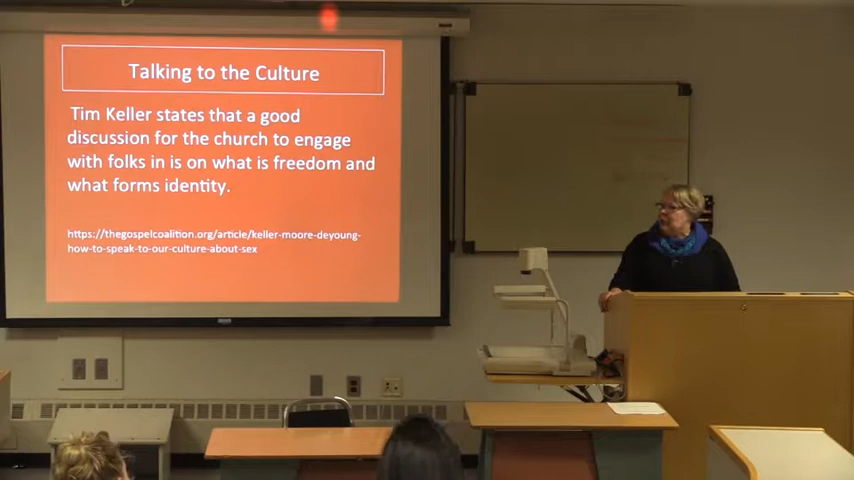 Talking to the Culture
Tim Keller states that a good
discussion for the church to engage
with folks in is on what is freedom and
what forms identity.
https://thegospelcoalition.org/article/keller-moore-deyoung-
how-to-speak-to-our-culture-about-sex